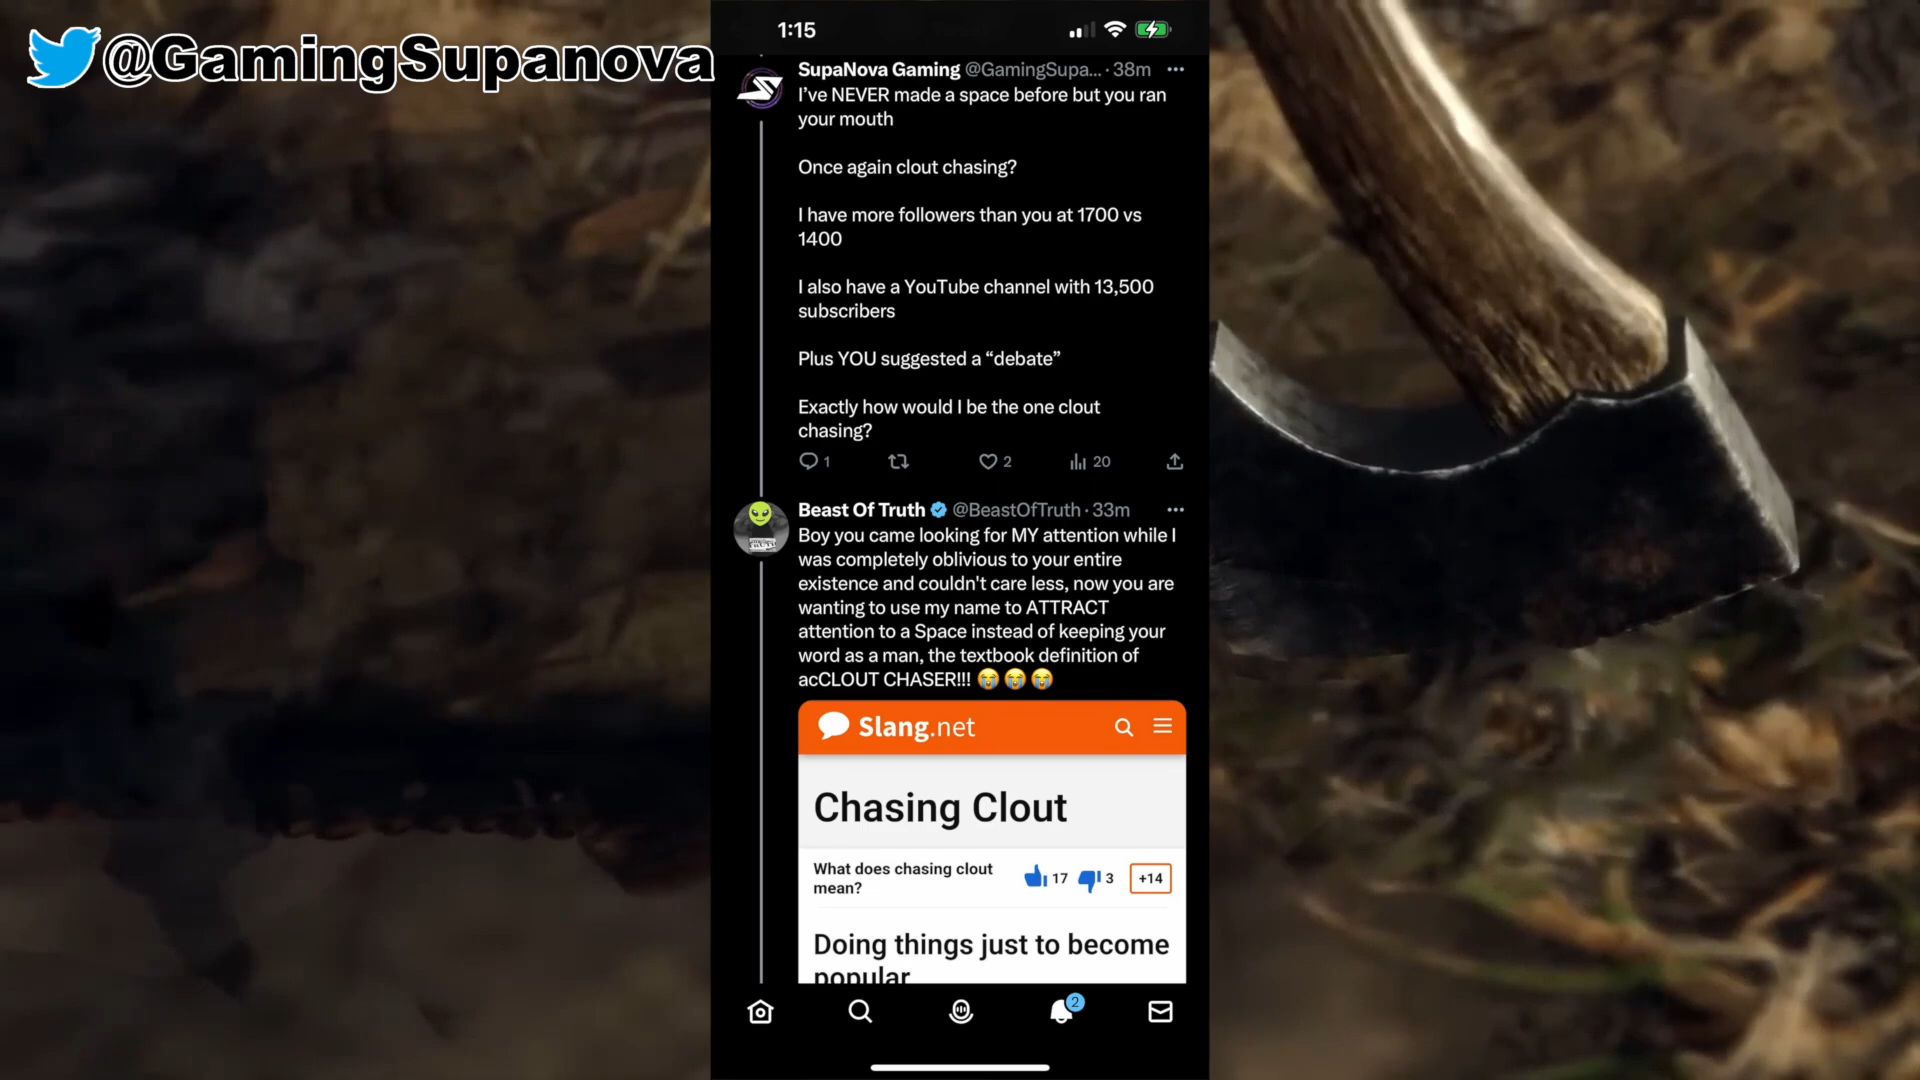 @GamingSupanova
1:15
SupaNova Gaming @GamingSupa... · 38m
I've NEVER made a space before but you ran
your mouth
Once again clout chasing?
I have more followers than you at 1700 vs
1400
I also have a YouTube channel with 13,500
subscribers
Plus YOU suggested a “debate”
Exactly how would I be the one clout
chasing?
1 2 20
Beast Of Truth @BeastOfTruth · 33m
Boy you came looking for MY attention while I
was completely oblivious to your entire
existence and couldn't care less, now you are
wanting to use my name to ATTRACT
attention to a Space instead of keeping your
word as a man, the textbook definition of
acCLOUT CHASER!!! 😭😭😭
Slang.net
Chasing Clout
What does chasing clout
mean?
17 3 +14
Doing things just to become
popular
2